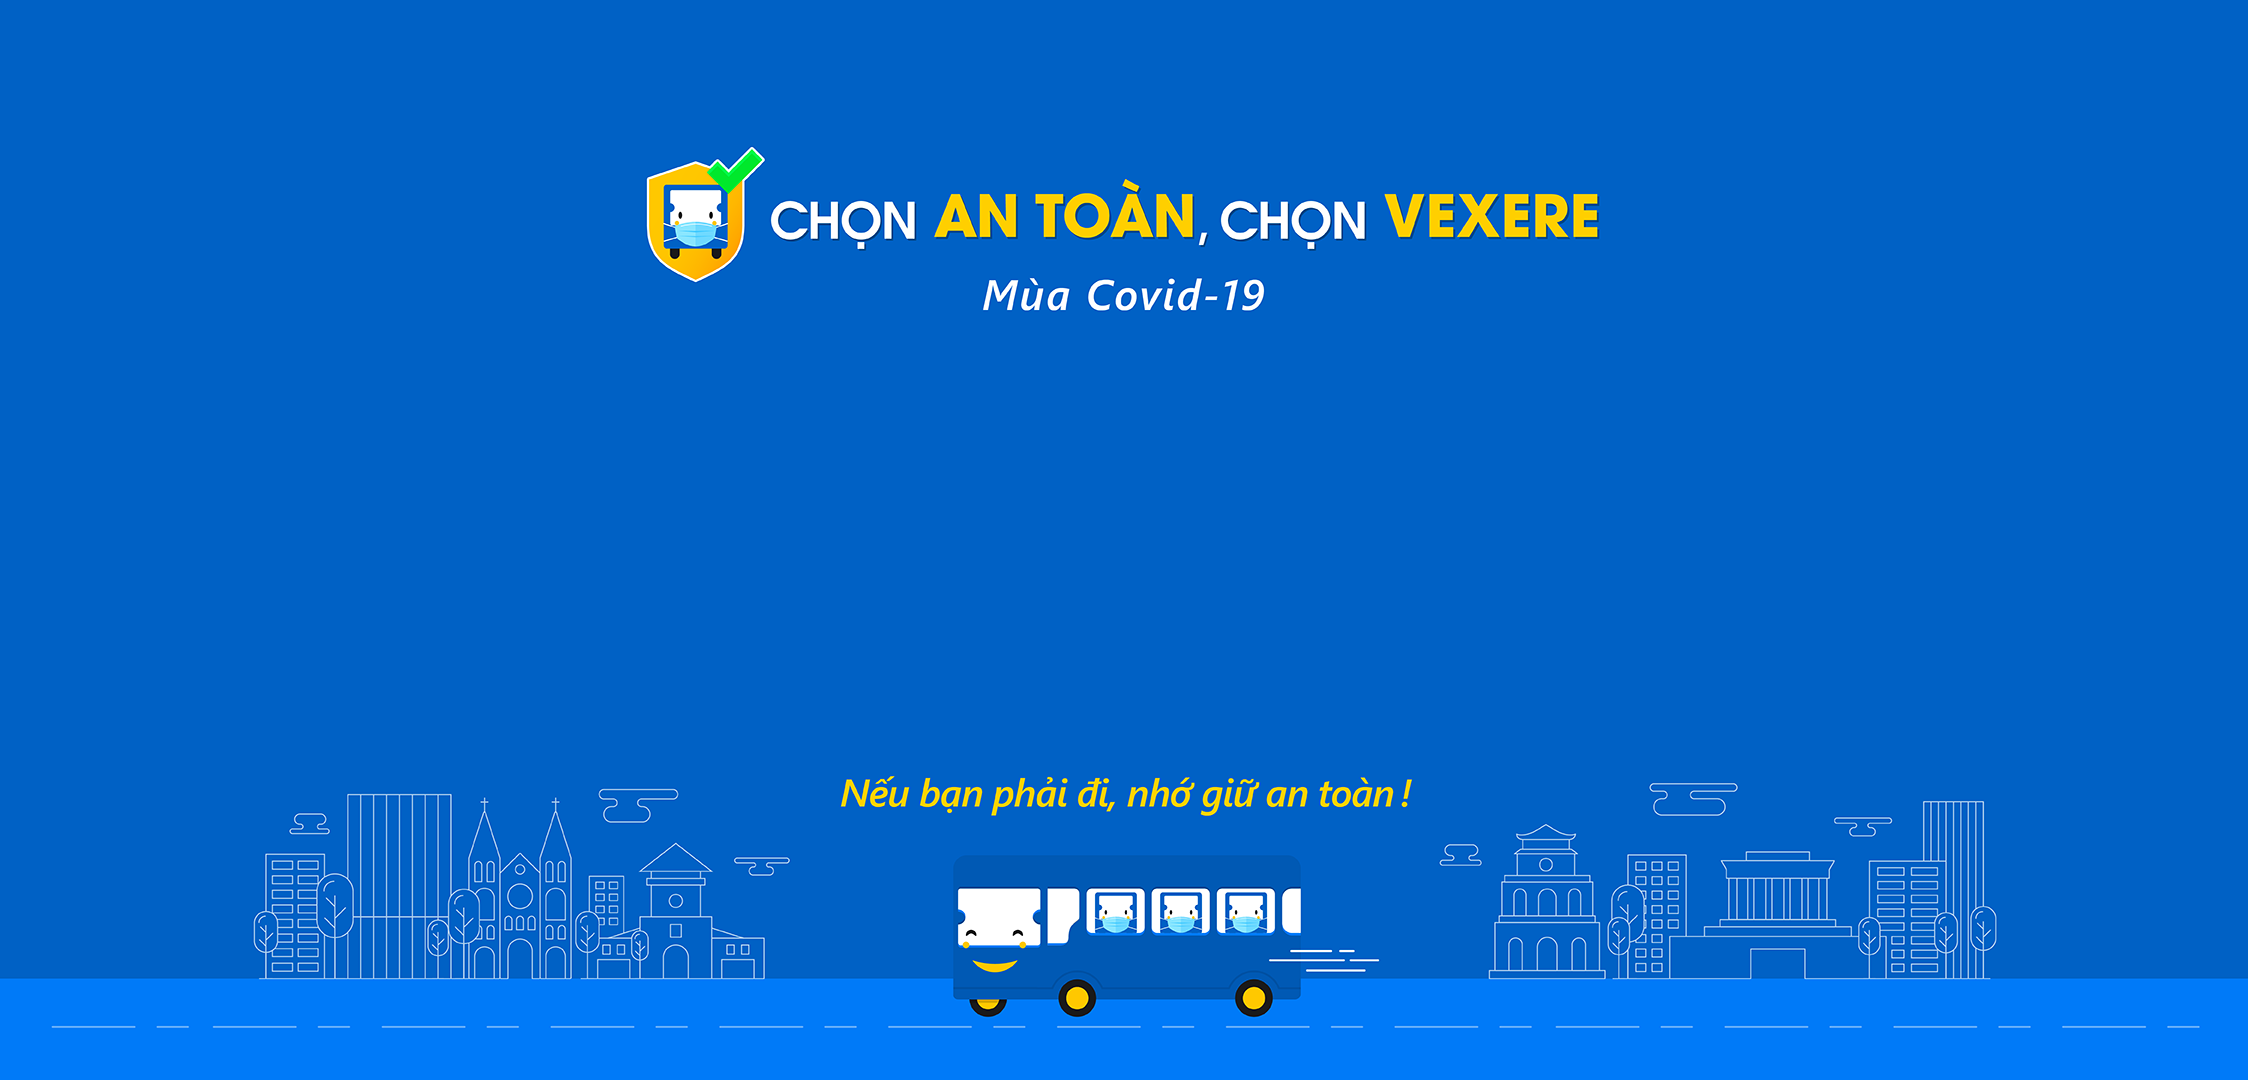 CHỌN AN TOÀN, CHỌN VEXERE
Mùa Covid-19
Nếu bạn phải đi, nhớ giữ an toàn !